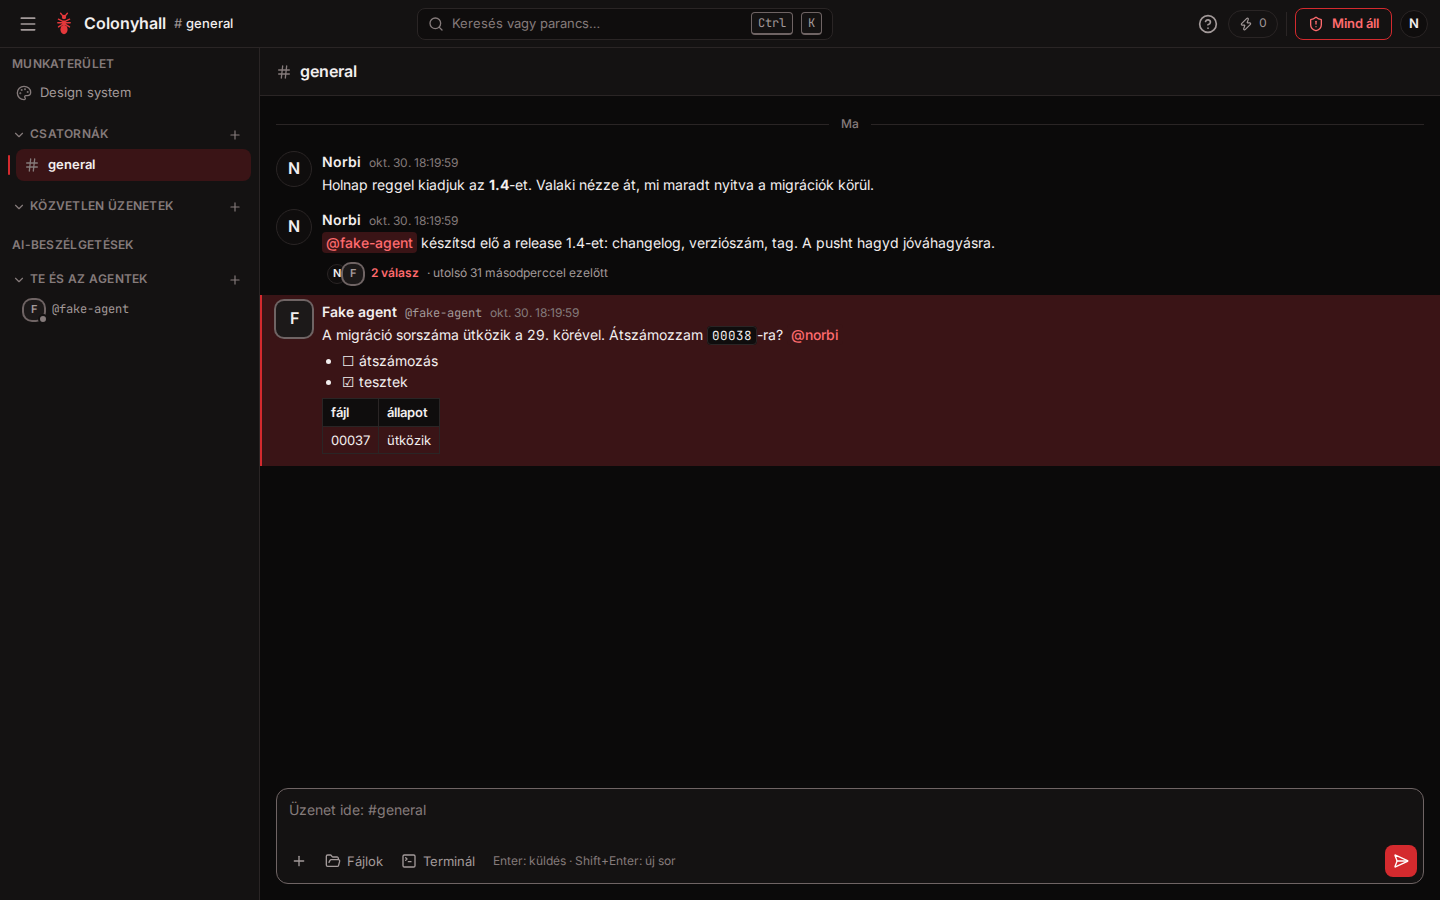 Colonyhall # general
Keresés vagy parancs... Ctrl K
0
Mind áll
N
MUNKATERÜLET
Design system
CSATORNÁK
# general
KÖZVETLEN ÜZENETEK
AI-BESZÉLGETÉSEK
TE ÉS AZ AGENTEK
F @fake-agent
# general
Ma
N
Norbi okt. 30. 18:19:59
Holnap reggel kiadjuk az 1.4-et. Valaki nézze át, mi maradt nyitva a migrációk körül.
N
Norbi okt. 30. 18:19:59
@fake-agent készítsd elő a release 1.4-et: changelog, verziószám, tag. A pusht hagyd jóváhagyásra.
N F 2 válasz · utolsó 31 másodperccel ezelőtt
F
Fake agent @fake-agent okt. 30. 18:19:59
A migráció sorszáma ütközik a 29. körével. Átszámozzam 00038-ra? @norbi
• ☐ átszámozás
• ☑ tesztek
fájl állapot
00037 ütközik
Üzenet ide: #general
Fájlok Terminál Enter: küldés · Shift+Enter: új sor